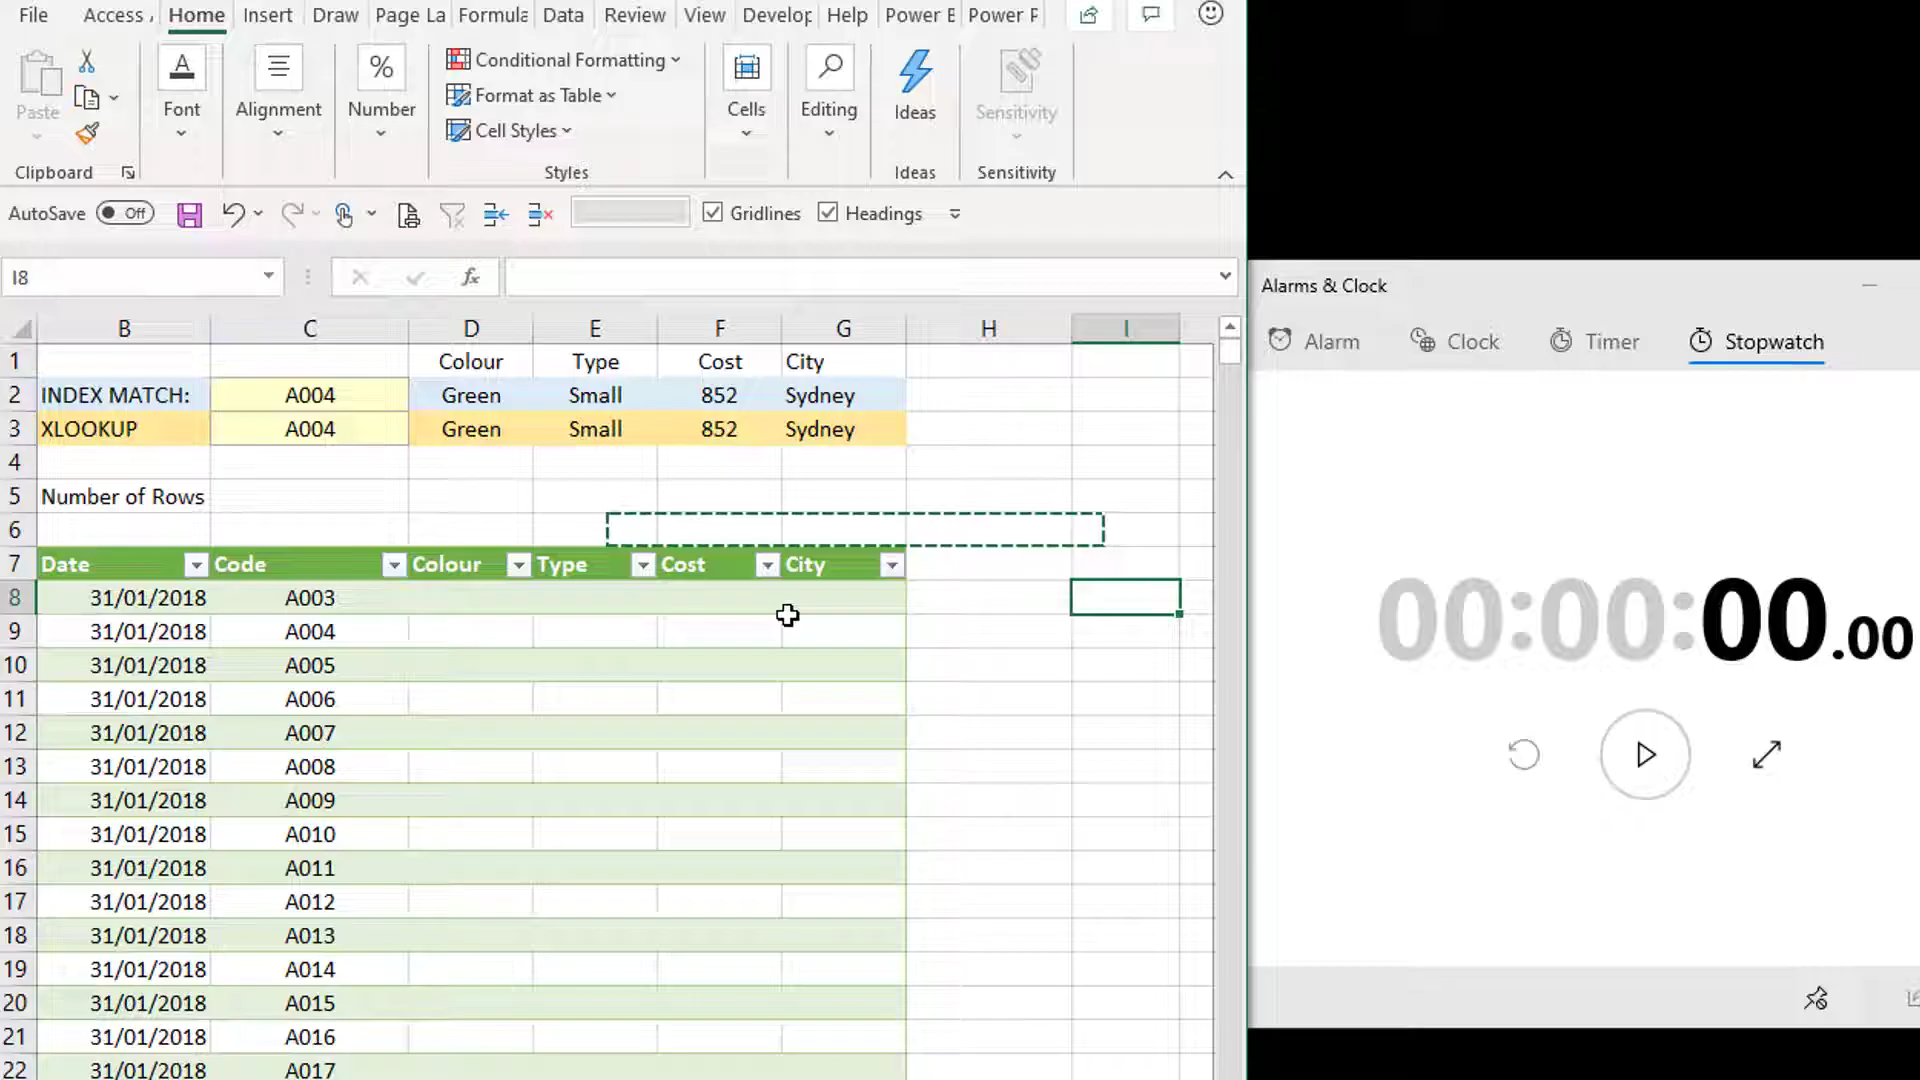 File Access Home Insert Draw Page La Formula Data Review View Develop Help Power B Power P
Paste
Font
Alignment
%
Number
Conditional Formatting
Format as Table
Cell Styles
Cells
Editing
Ideas
Sensitivity
Clipboard
Styles
Ideas
Sensitivity
AutoSave Off
Gridlines
Headings
I8
fx
B C D E F G H I
1 Colour Type Cost City
2 INDEX MATCH: A004 Green Small 852 Sydney
3 XLOOKUP A004 Green Small 852 Sydney
4
5 Number of Rows
6
7 Date Code Colour Type Cost City
8 31/01/2018 A003
9 31/01/2018 A004
10 31/01/2018 A005
11 31/01/2018 A006
12 31/01/2018 A007
13 31/01/2018 A008
14 31/01/2018 A009
15 31/01/2018 A010
16 31/01/2018 A011
17 31/01/2018 A012
18 31/01/2018 A013
19 31/01/2018 A014
20 31/01/2018 A015
21 31/01/2018 A016
22 31/01/2018 A017
Alarms & Clock
Alarm Clock Timer Stopwatch
00:00:00.00